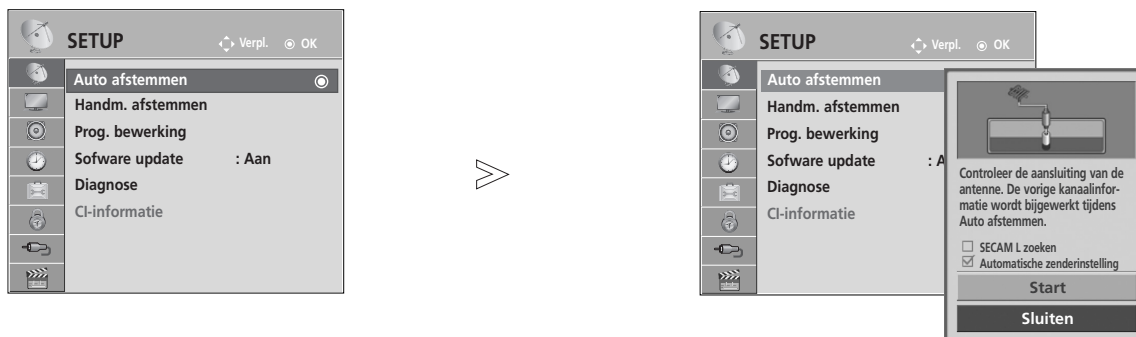 SETUP Verpl. OK
Auto afstemmen
Handm. afstemmen
Prog. bewerking
Sofware update : Aan
Diagnose
CI-informatie
SETUP Verpl. OK
Auto afstemmen
Handm. afstemmen
Prog. bewerking
Sofware update : A
Diagnose
CI-informatie
Controleer de aansluiting van de
antenne. De vorige kanaalinfor-
matie wordt bijgewerkt tijdens
Auto afstemmen.
SECAM L zoeken
Automatische zenderinstelling
Start
Sluiten